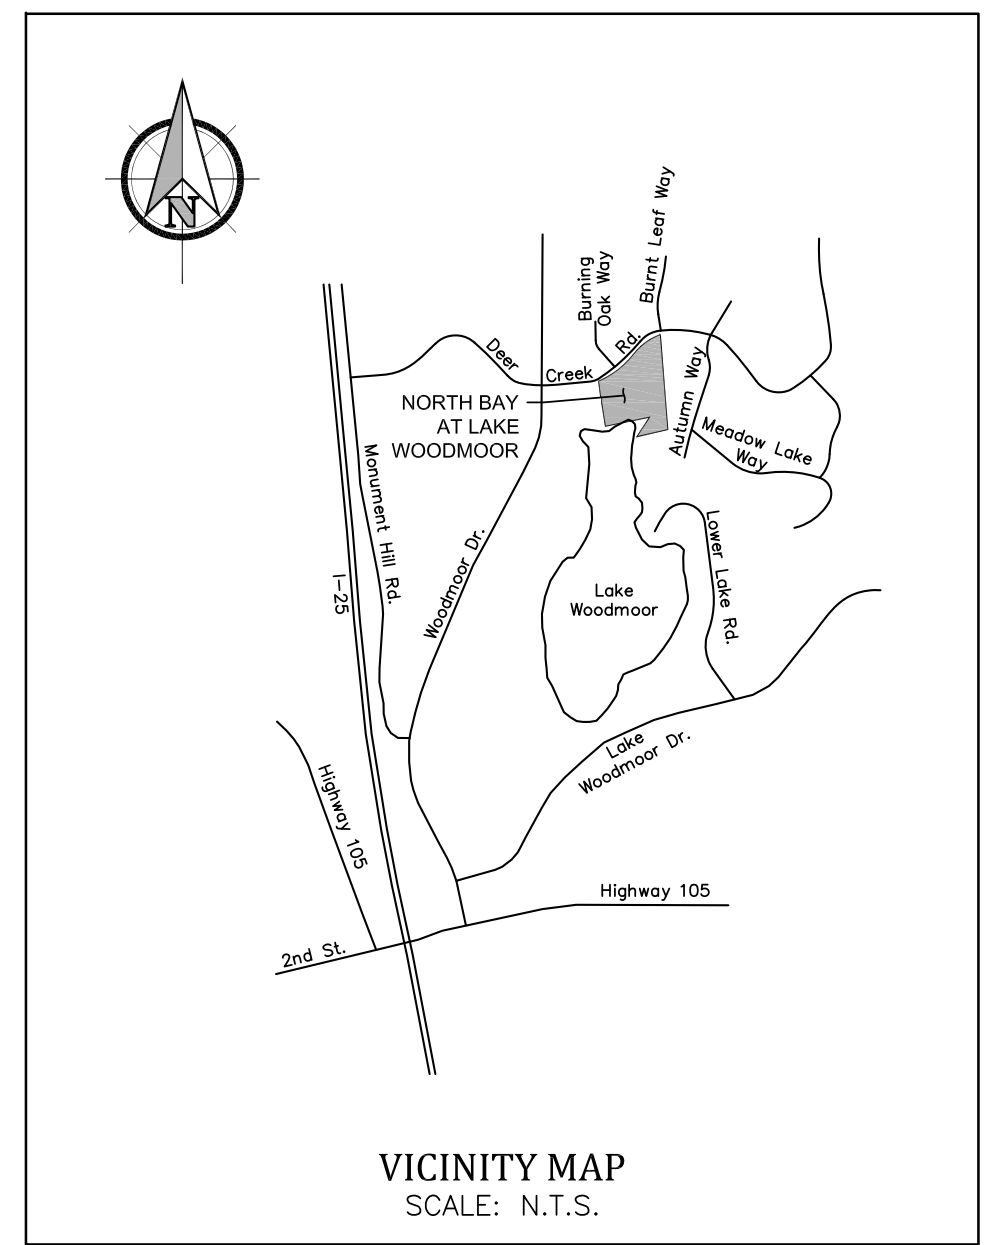 N
Burnt Leaf Way
Burning
Oak Way
Deer
Creek
Rd.
NORTH BAY
AT LAKE
WOODMOOR
Autumn Way
Meadow Lake
Way
Monument Hill Rd.
I-25
Woodmoor Dr.
Lower Lake Rd.
Lake
Woodmoor
Lake
Woodmoor Dr.
Highway 105
Highway 105
2nd St.
VICINITY MAP
SCALE: N.T.S.